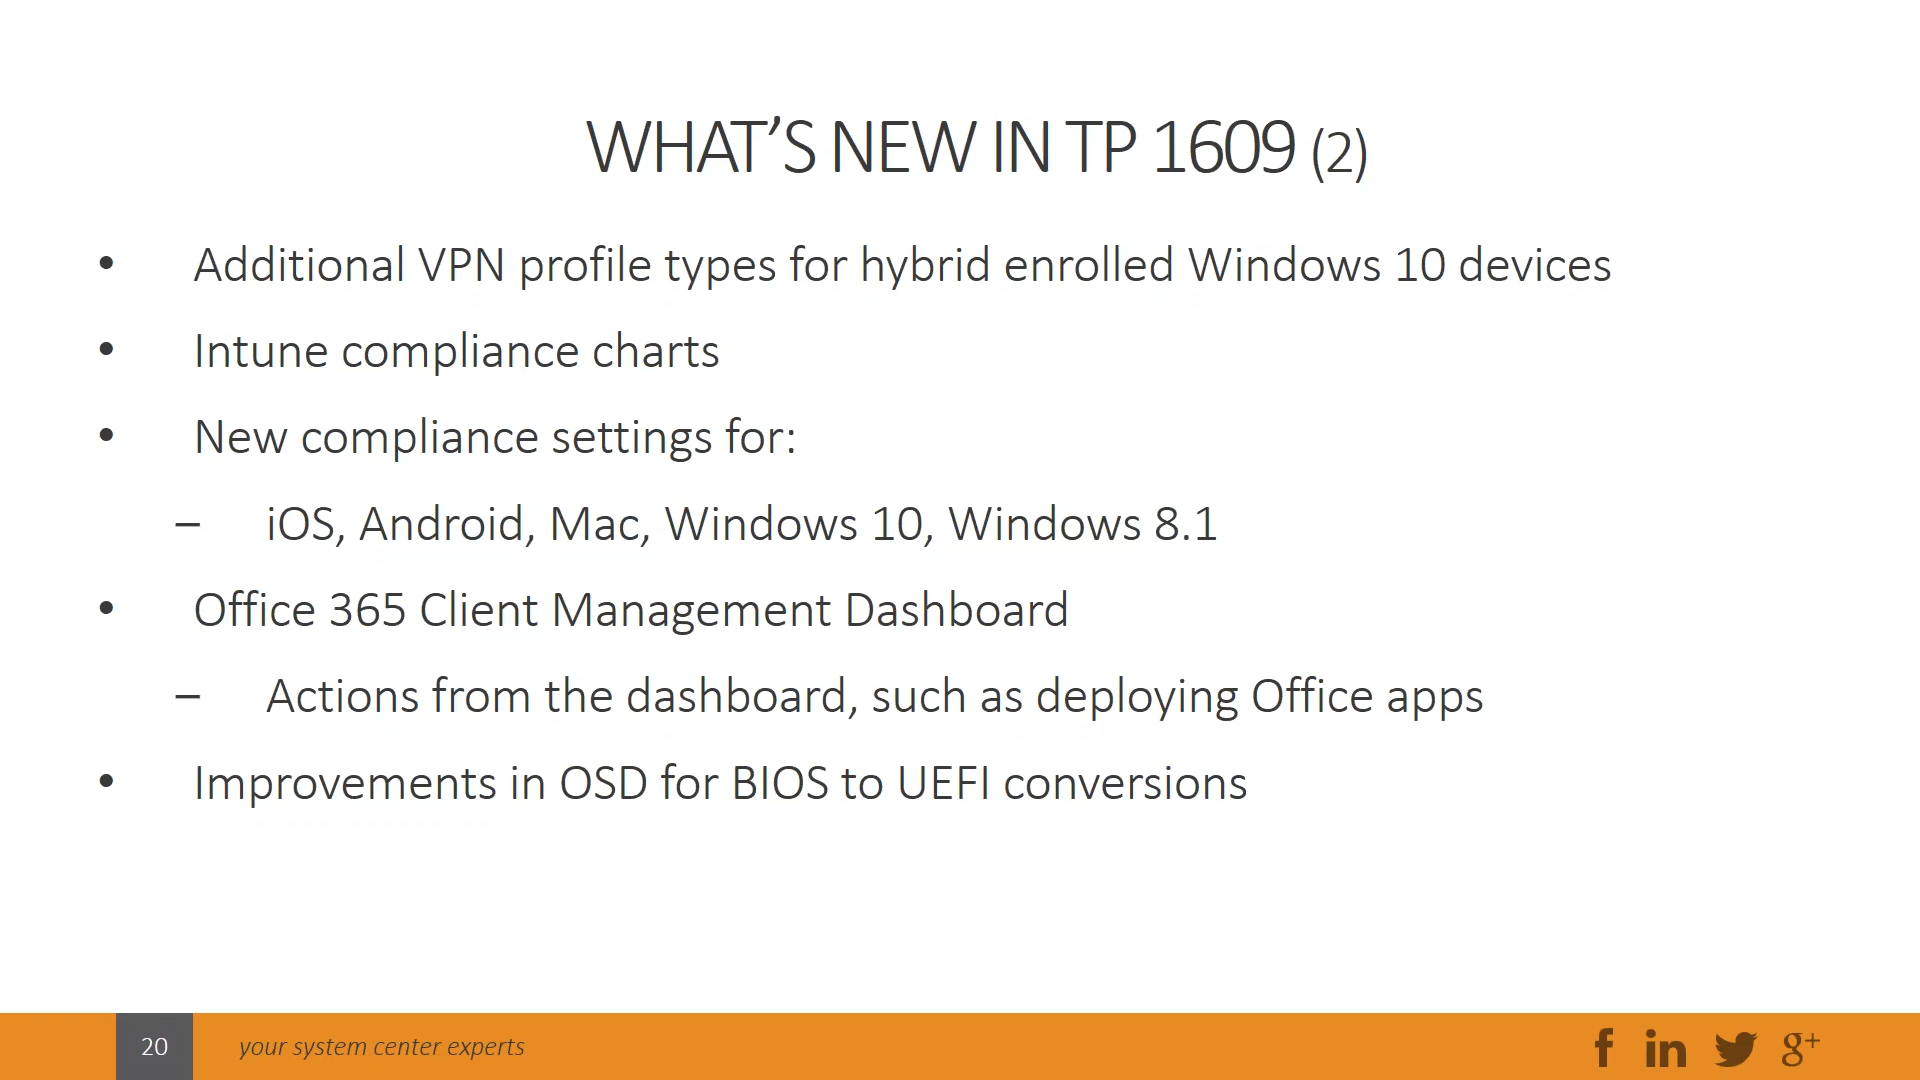 WHAT’S NEW IN TP 1609 (2)
• Additional VPN profile types for hybrid enrolled Windows 10 devices
• Intune compliance charts
• New compliance settings for:
– iOS, Android, Mac, Windows 10, Windows 8.1
• Office 365 Client Management Dashboard
– Actions from the dashboard, such as deploying Office apps
• Improvements in OSD for BIOS to UEFI conversions
20 your system center experts
f in g+